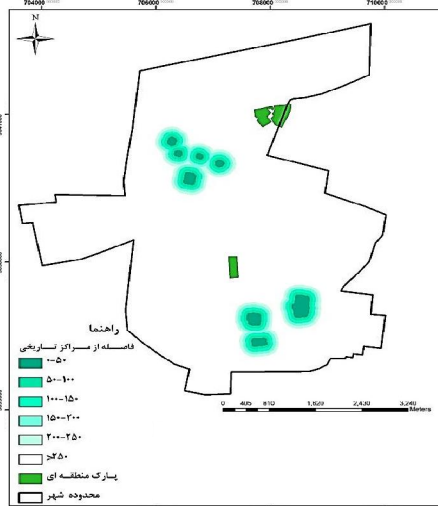 704000 706000 708000 710000
N
راهنما
فاصله از مراکز تاریخی
۰-۵۰
۵۰-۱۰۰
۱۰۰-۱۵۰
۱۵۰-۲۰۰
۲۰۰-۲۵۰
>۲۵۰
پارک منطقه ای
محدوده شهر
0 405 810 1,620 2,430 3,240
Meters